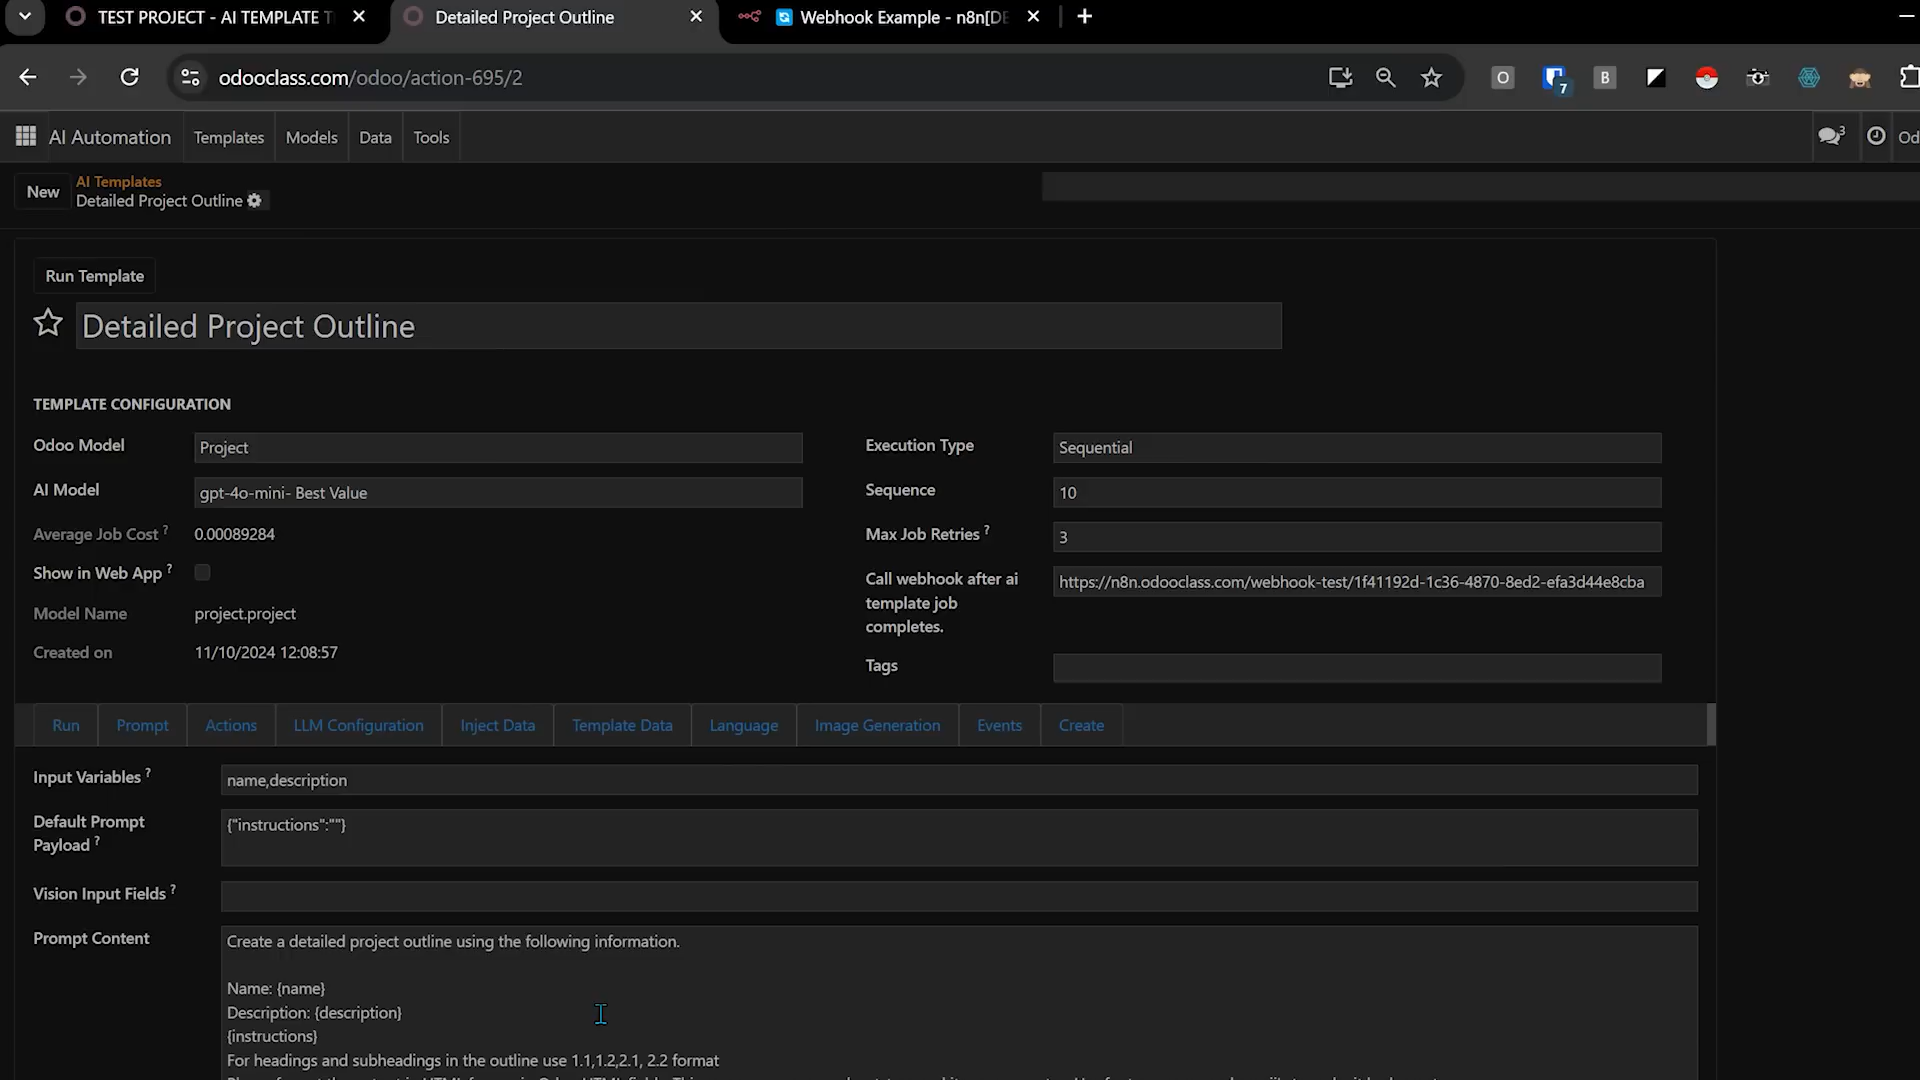 TEST PROJECT - AI TEMPLATE T
Detailed Project Outline
Webhook Example - n8n[DE
odooclass.com/odoo/action-695/2
O
7
B
AI Automation
Templates
Models
Data
Tools
3
Od
New
AI Templates
Detailed Project Outline
Run Template
Detailed Project Outline
TEMPLATE CONFIGURATION
Odoo Model
Project
Execution Type
Sequential
AI Model
gpt-4o-mini- Best Value
Sequence
10
Average Job Cost ?
0.00089284
Max Job Retries ?
3
Show in Web App ?
Call webhook after ai
template job
completes.
https://n8n.odooclass.com/webhook-test/1f41192d-1c36-4870-8ed2-efa3d44e8cba
Model Name
project.project
Created on
11/10/2024 12:08:57
Tags
Run
Prompt
Actions
LLM Configuration
Inject Data
Template Data
Language
Image Generation
Events
Create
Input Variables ?
name,description
Default Prompt
Payload ?
{"instructions":""}
Vision Input Fields ?
Prompt Content
Create a detailed project outline using the following information.
Name: {name}
Description: {description}
{instructions}
For headings and subheadings in the outline use 1.1,1.2,2.1, 2.2 format